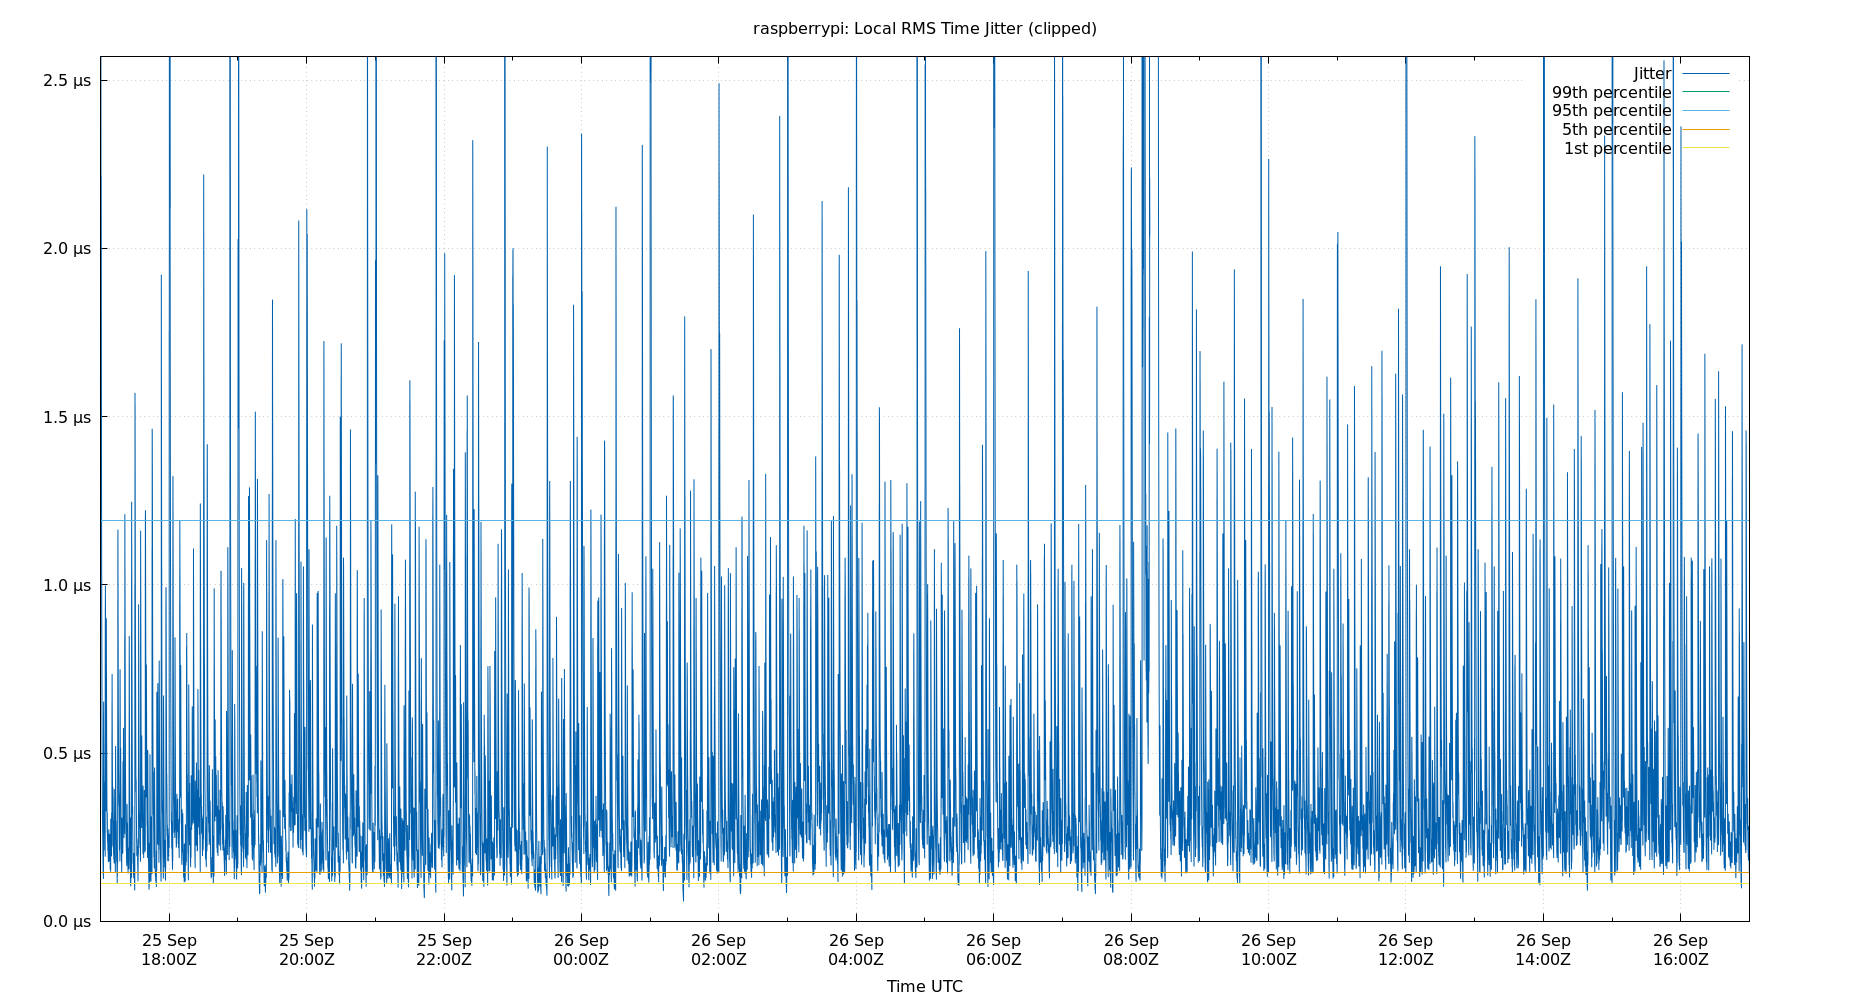 raspberrypi: Local RMS Time Jitter (clipped)
2.5 µs
2.0 µs
1.5 µs
1.0 µs
0.5 µs
0.0 µs
Jitter
99th percentile
95th percentile
5th percentile
1st percentile
25 Sep 25 Sep 25 Sep 26 Sep 26 Sep 26 Sep 26 Sep 26 Sep 26 Sep 26 Sep 26 Sep 26 Sep
18:00Z 20:00Z 22:00Z 00:00Z 02:00Z 04:00Z 06:00Z 08:00Z 10:00Z 12:00Z 14:00Z 16:00Z
Time UTC